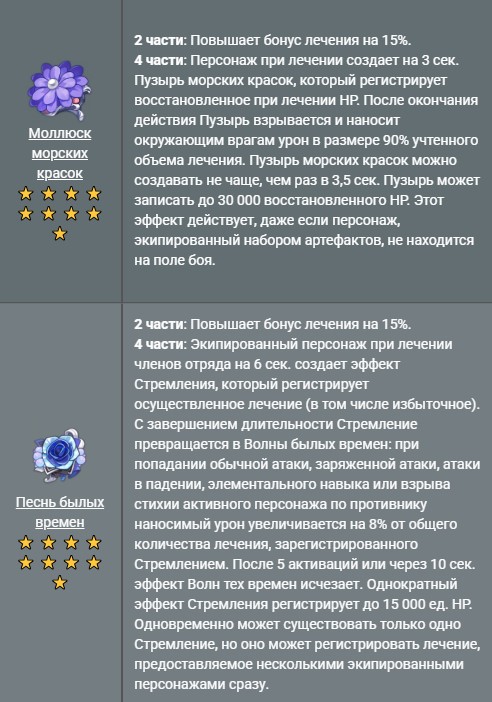 2 части: Повышает бонус лечения на 15%.
4 части: Персонаж при лечении создает на 3 сек.
Пузырь морских красок, который регистрирует
восстановленное при лечении HP. После окончания
действия Пузырь взрывается и наносит
окружающим врагам урон в размере 90% учтенного
объема лечения. Пузырь морских красок можно
создавать не чаще, чем раз в 3,5 сек. Пузырь может
записать до 30 000 восстановленного HP. Этот
эффект действует, даже если персонаж,
экипированный набором артефактов, не находится
на поле боя.
Моллюск
морских
красок
2 части: Повышает бонус лечения на 15%.
4 части: Экипированный персонаж при лечении
членов отряда на 6 сек. создает эффект
Стремления, который регистрирует
осуществленное лечение (в том числе избыточное).
С завершением длительности Стремление
превращается в Волны былых времен: при
попадании обычной атаки, заряженной атаки, атаки
в падении, элементального навыка или взрыва
стихии активного персонажа по противнику
наносимый урон увеличивается на 8% от общего
количества лечения, зарегистрированного
Стремлением. После 5 активаций или через 10 сек.
эффект Волн тех времен исчезает. Однократный
эффект Стремления регистрирует до 15 000 ед. HP.
Одновременно может существовать только одно
Стремление, но оно может регистрировать лечение,
предоставляемое несколькими экипированными
персонажами сразу.
Песнь былых
времен